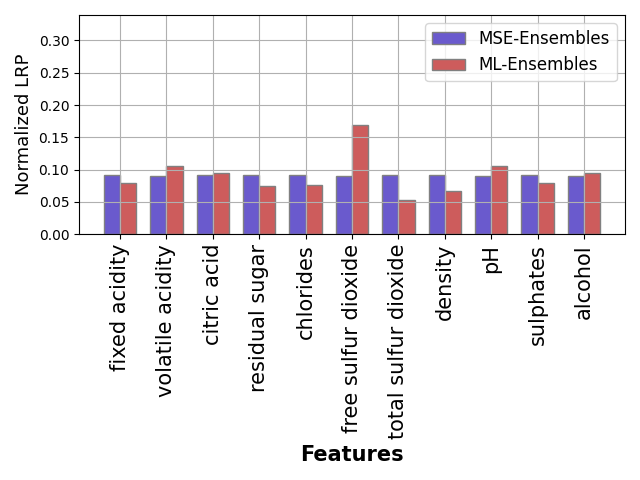 Normalized LRP
0.30
0.25
0.20
0.15
0.10
0.05
0.00
MSE-Ensembles
ML-Ensembles
fixed acidity
volatile acidity
citric acid
residual sugar
chlorides
free sulfur dioxide
total sulfur dioxide
density
pH
sulphates
alcohol
Features